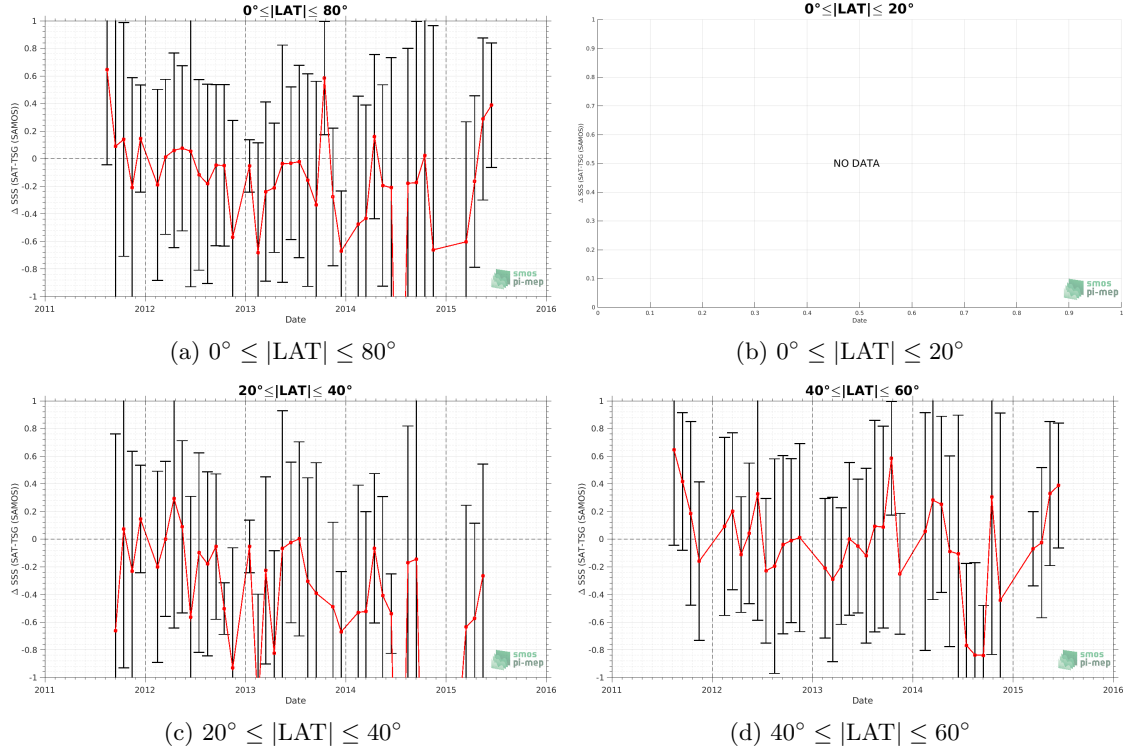 0°≤|LAT|≤ 80°
Δ SSS (SAT-TSG (SAMOS))
1
0.8
0.6
0.4
0.2
0
-0.2
-0.4
-0.6
-0.8
-1
2011 2012 2013 2014 2015 2016
Date
smos
pi-mep
(a) 0° ≤ |LAT| ≤ 80°
0°≤|LAT|≤ 20°
Δ SSS (SAT-TSG (SAMOS))
1
0.9
0.8
0.7
0.6
0.5
0.4
0.3
0.2
0.1
0
NO DATA
0 0.1 0.2 0.3 0.4 0.5 0.6 0.7 0.8 0.9 1
Date
smos
pi-mep
(b) 0° ≤ |LAT| ≤ 20°
20°≤|LAT|≤ 40°
Δ SSS (SAT-TSG (SAMOS))
1
0.8
0.6
0.4
0.2
0
-0.2
-0.4
-0.6
-0.8
-1
2011 2012 2013 2014 2015 2016
Date
smos
pi-mep
(c) 20° ≤ |LAT| ≤ 40°
40°≤|LAT|≤ 60°
Δ SSS (SAT-TSG (SAMOS))
1
0.8
0.6
0.4
0.2
0
-0.2
-0.4
-0.6
-0.8
-1
2011 2012 2013 2014 2015 2016
Date
smos
pi-mep
(d) 40° ≤ |LAT| ≤ 60°